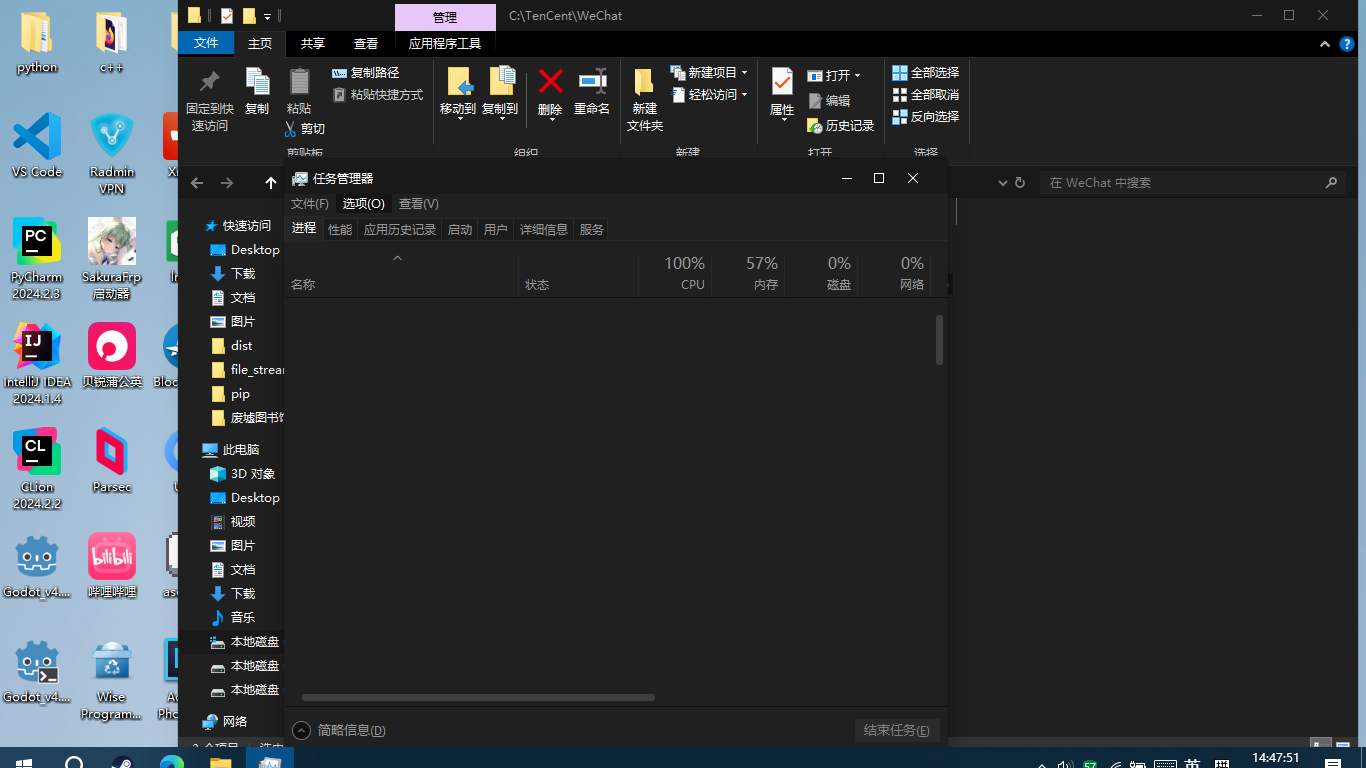 python
c++
VS Code
Radmin
VPN
PC
PyCharm
2024.2.3
SakuraFrp
启动器
IJ
IntelliJ IDEA
2024.1.4
贝锐蒲公英
CL
CLion
2024.2.2
Parsec
Godot_v4....
bilibili
哔哩哔哩
Godot_v4....
Wise
Program...
管理
C:\TenCent\WeChat
文件
主页
共享
查看
应用程序工具
固定到快
速访问
复制
粘贴
复制路径
粘贴快捷方式
剪切
剪贴板
移动到
复制到
删除
重命名
组织
新建
文件夹
新建项目
轻松访问
新建
属性
打开
编辑
历史记录
打开
全部选择
全部取消
反向选择
选择
在 WeChat 中搜索
快速访问
Desktop
下载
文档
图片
dist
file_strear
pip
废墟图书馆
此电脑
3D 对象
Desktop
视频
图片
文档
下载
音乐
本地磁盘
本地磁盘
本地磁盘
网络
任务管理器
文件(F)
选项(O)
查看(V)
进程
性能
应用历史记录
启动
用户
详细信息
服务
名称
状态
100%
CPU
57%
内存
0%
磁盘
0%
网络
简略信息(D)
结束任务(E)
57
英
14:47:51